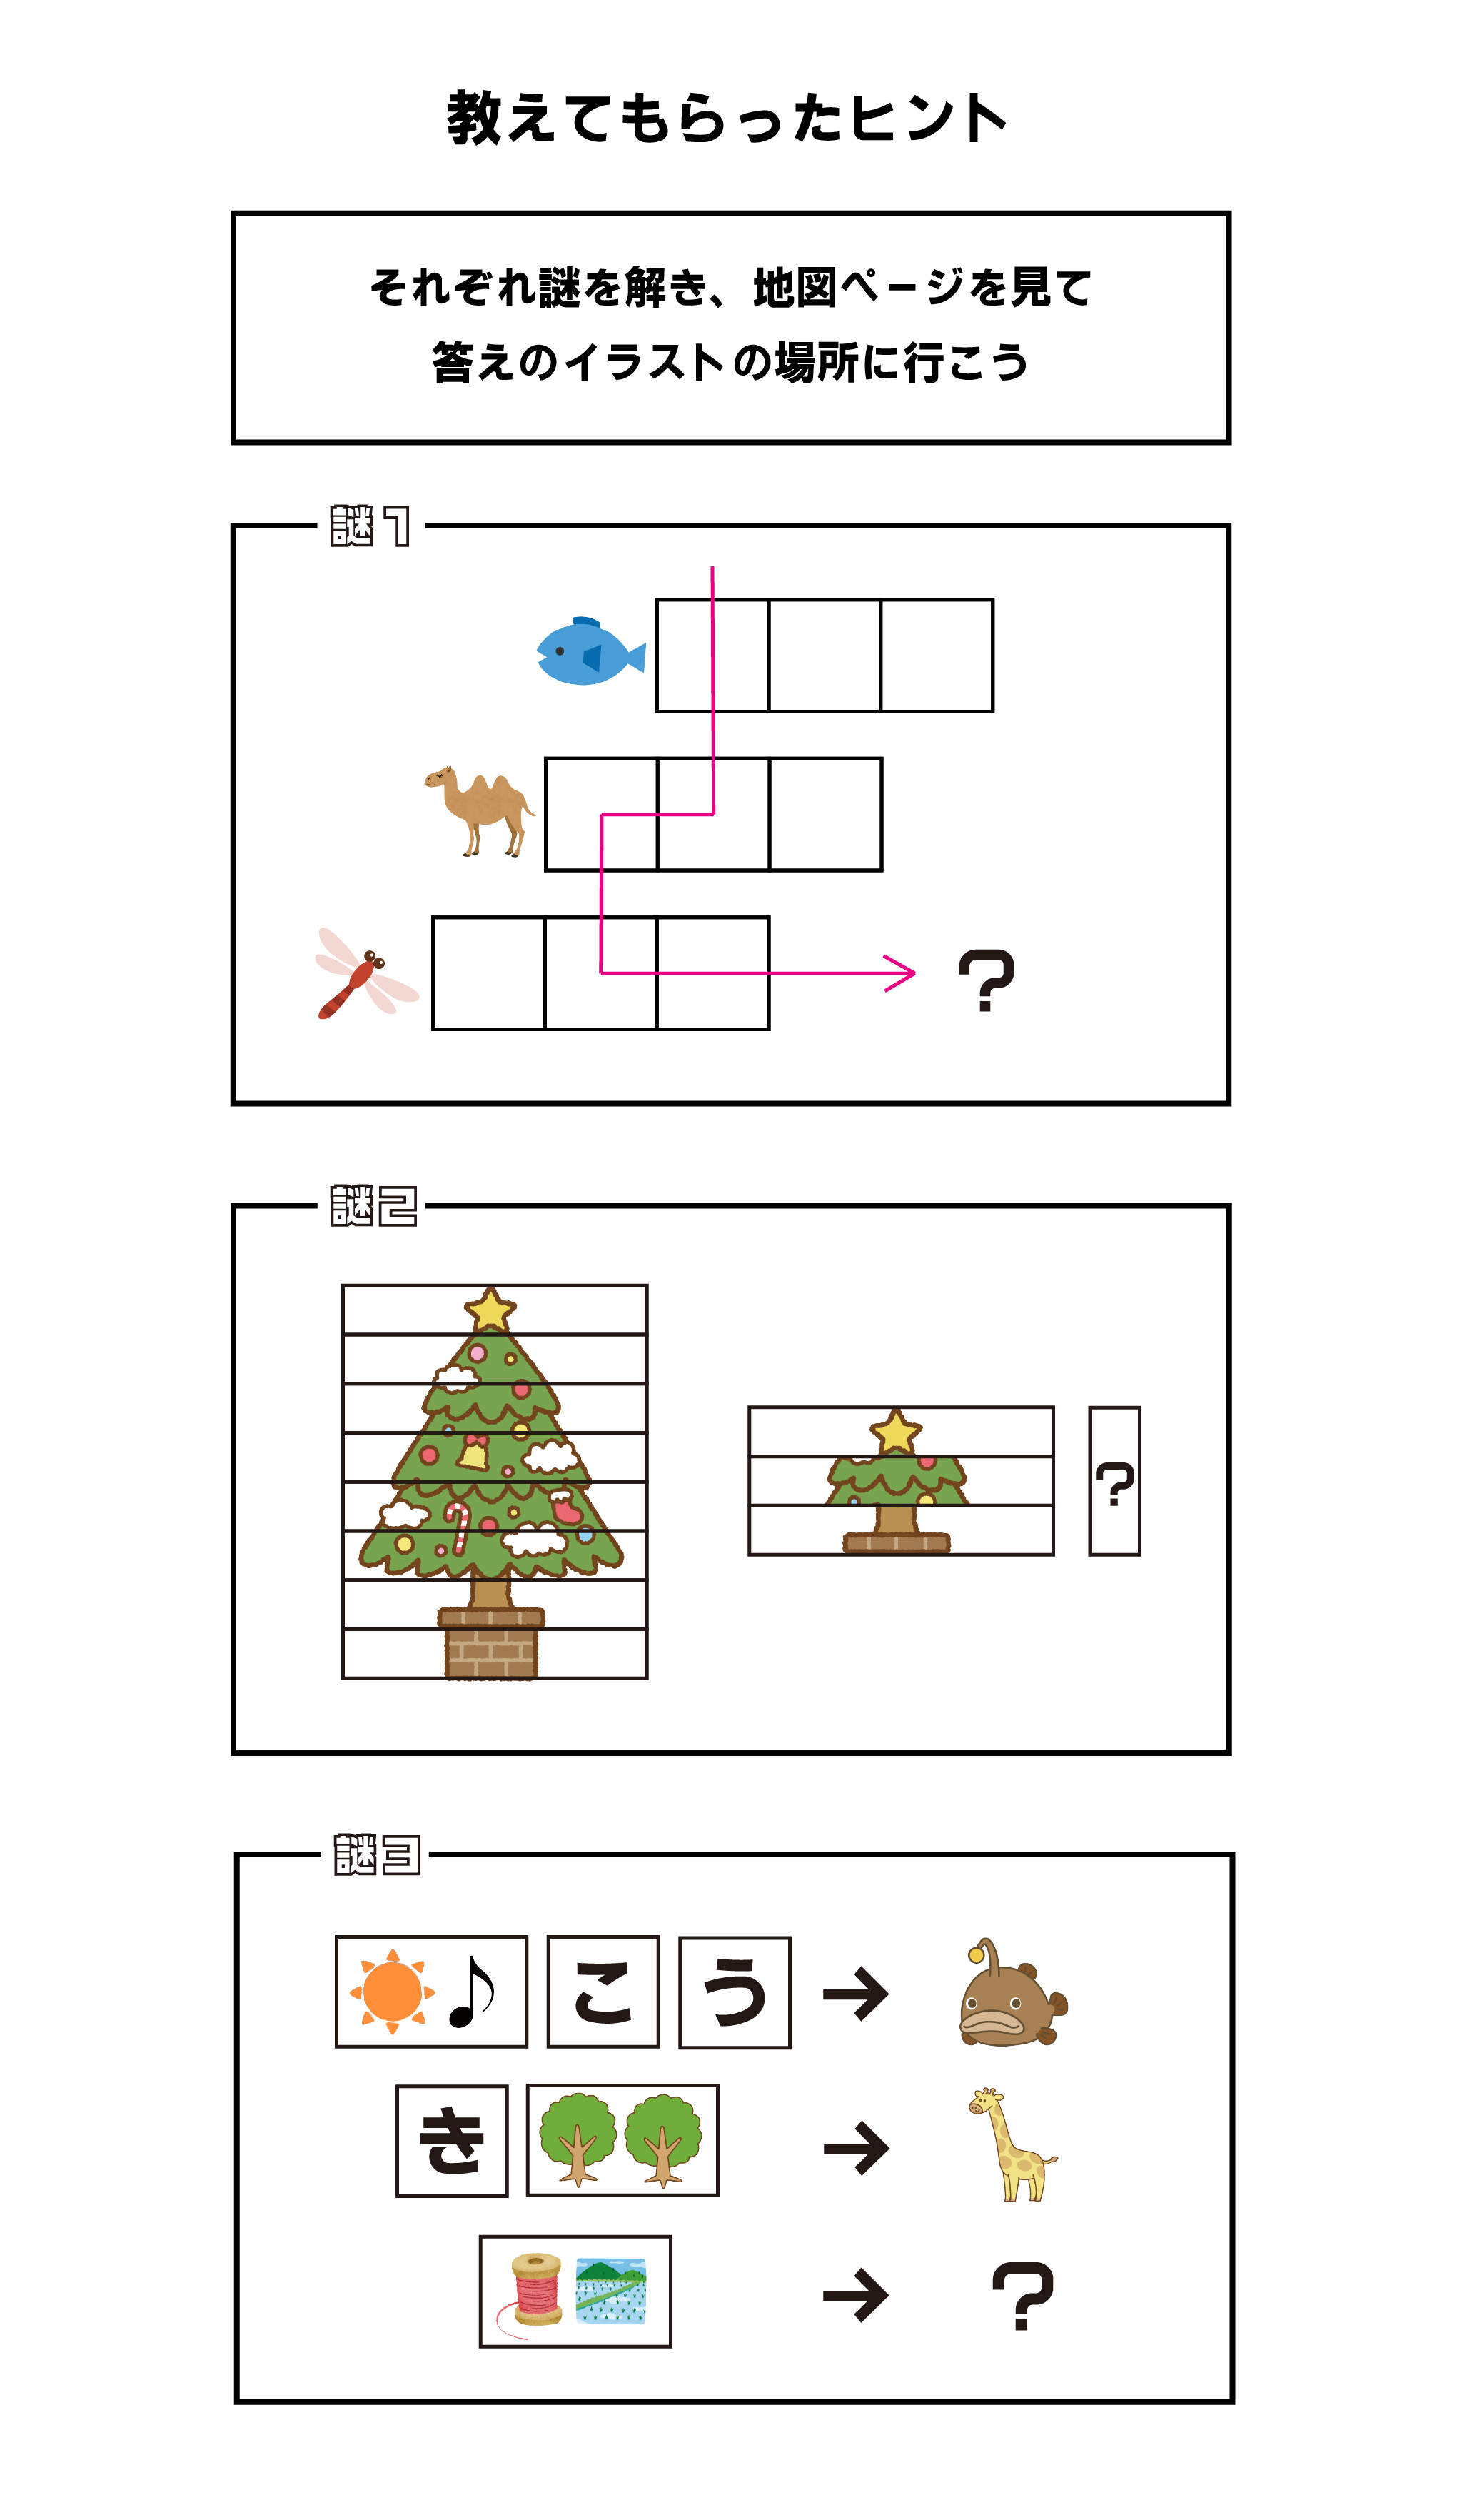 教えてもらったヒント
それぞれ謎を解き、地図ページを見て
答えのイラストの場所に行こう
謎1
?
謎2
?
謎3
こ う
き
?